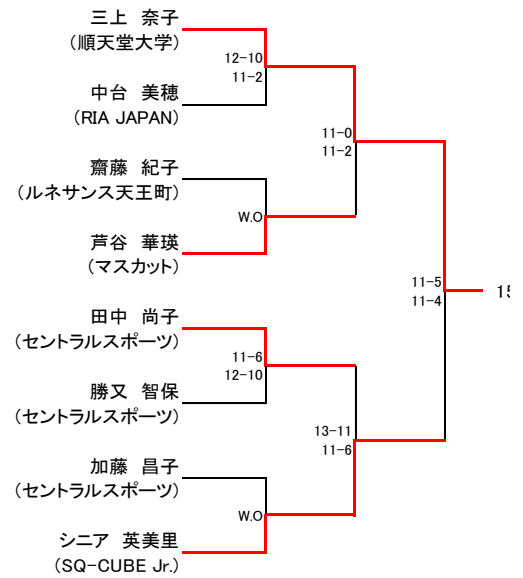 三上 奈子
(順天堂大学)
12-10
11-2
中台 美穂
(RIA JAPAN)
11-0
11-2
齋藤 紀子
(ルネサンス天王町)
W.O
芦谷 華瑛
(マスカット)
11-5
11-4
15
田中 尚子
(セントラルスポーツ)
11-6
12-10
勝又 智保
(セントラルスポーツ)
13-11
11-6
加藤 昌子
(セントラルスポーツ)
W.O
シニア 英美里
(SQ-CUBE Jr.)